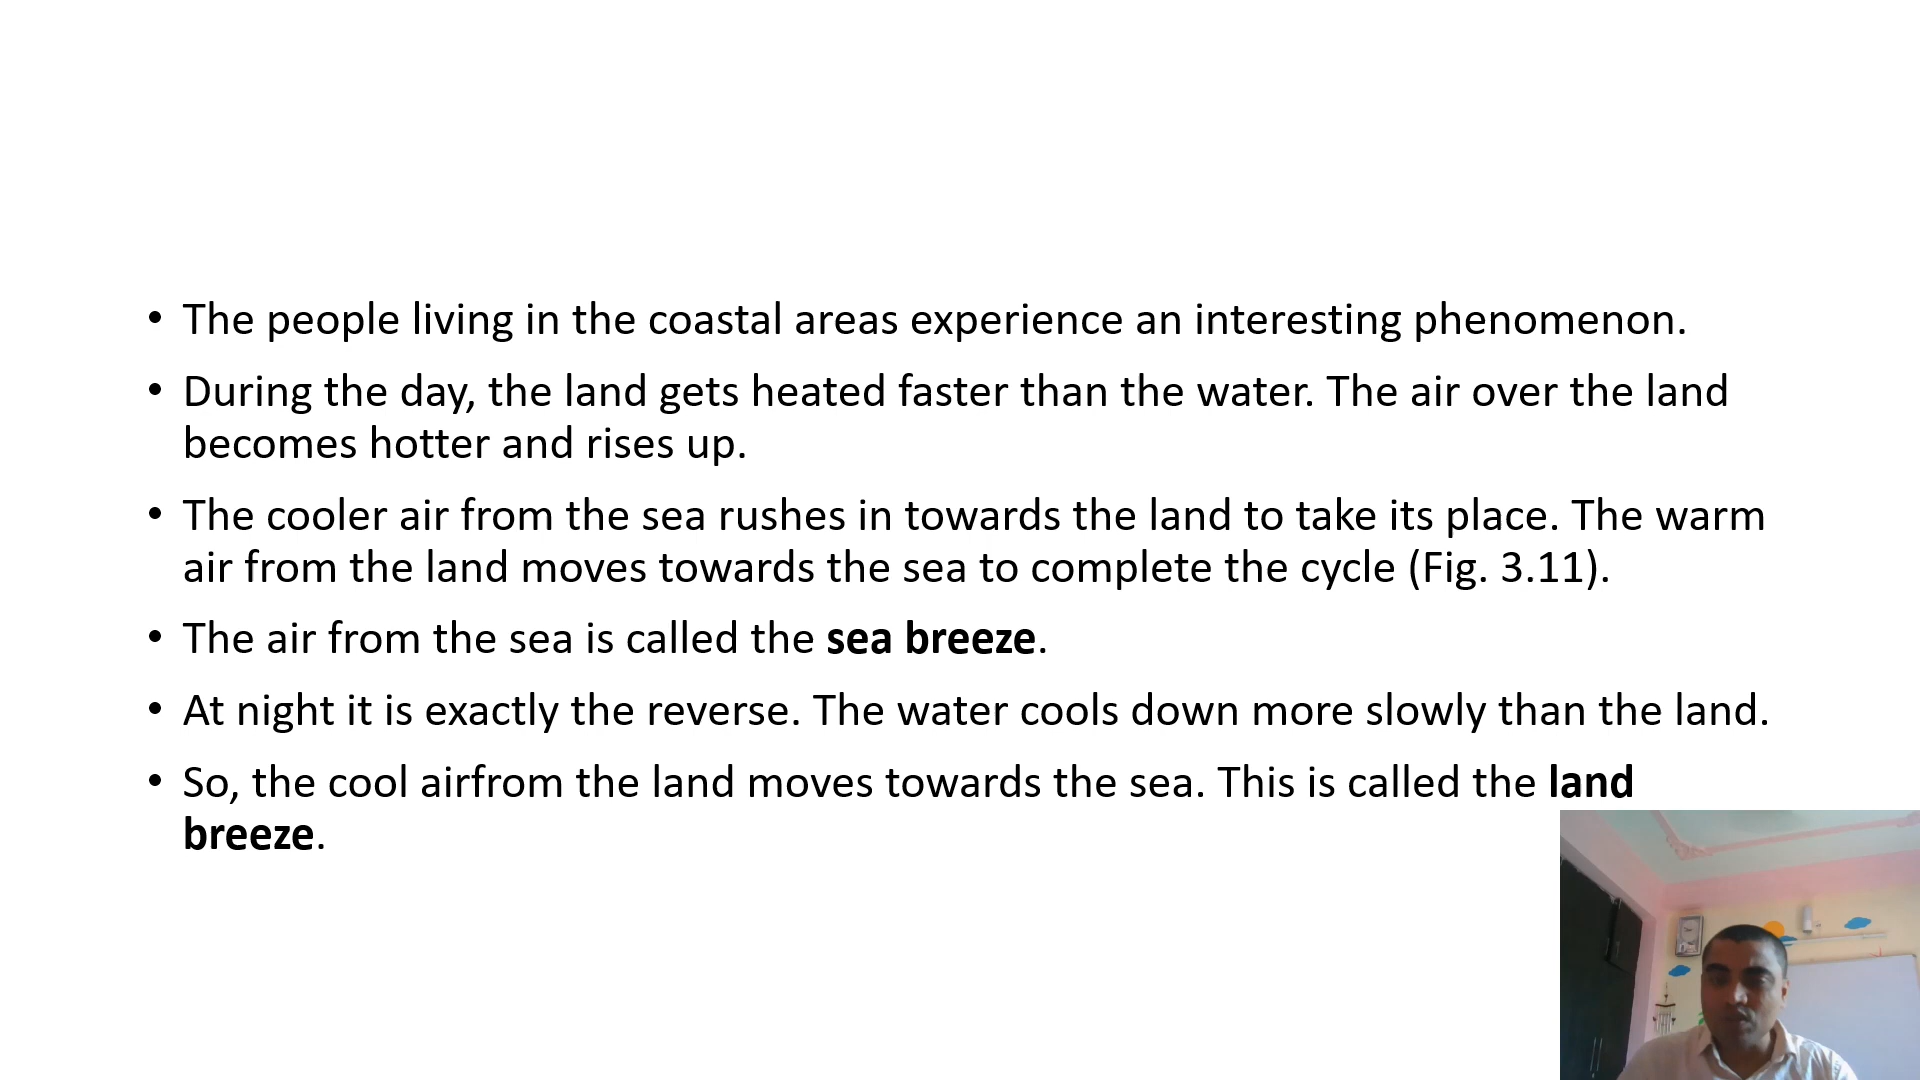 • The people living in the coastal areas experience an interesting phenomenon.
• During the day, the land gets heated faster than the water. The air over the land
becomes hotter and rises up.
• The cooler air from the sea rushes in towards the land to take its place. The warm
air from the land moves towards the sea to complete the cycle (Fig. 3.11).
• The air from the sea is called the sea breeze.
• At night it is exactly the reverse. The water cools down more slowly than the land.
• So, the cool airfrom the land moves towards the sea. This is called the land
breeze.